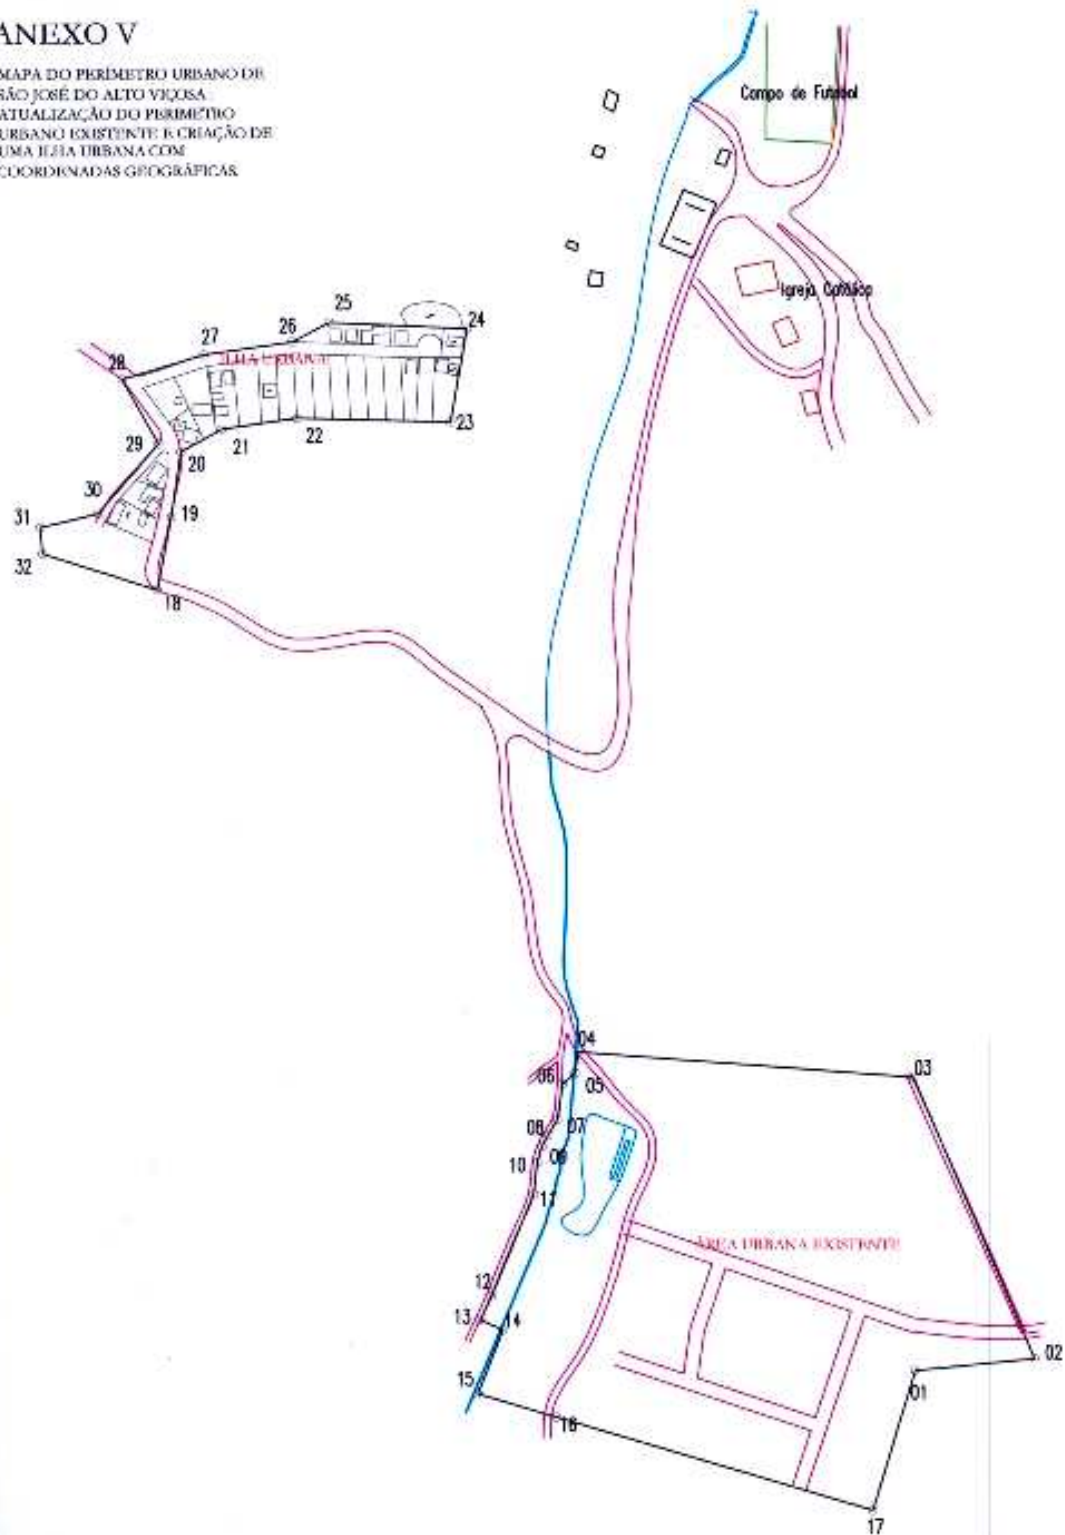 ANEXO V
MAPA DO PERÍMETRO URBANO DE
SÃO JOSÉ DO ALTO VIÇOSA
ATUALIZAÇÃO DO PERIMETRO
URBANO EXISTENTE E CRIAÇÃO DE
UMA ILHA URBANA COM
COORDENADAS GEOGRÁFICAS.
Campo de Futebol
Igreja Católica
25
24
26
27
ILHA URBANA
28
23
22
21
29
20
30
19
31
32
18
04
03
06
05
08
07
09
10
11
ÁREA URBANA EXISTENTE
12
13
14
02
15
01
16
17